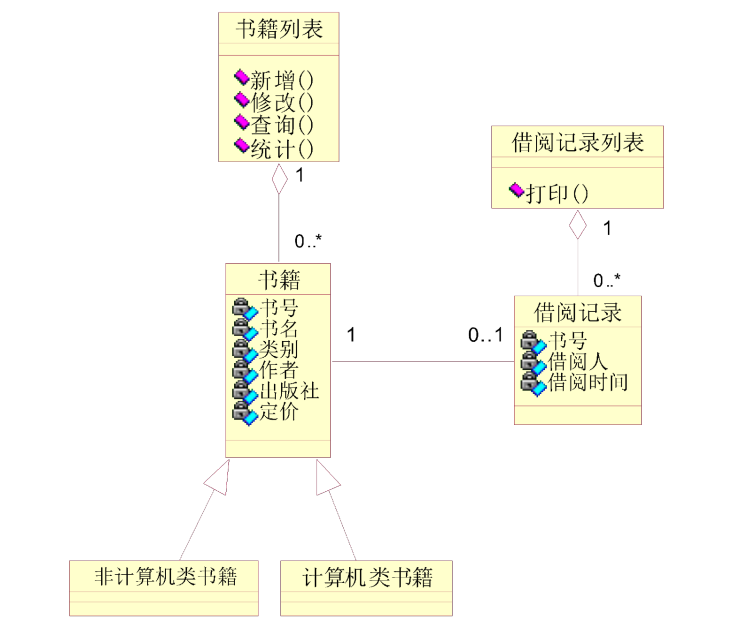 书籍列表
新增()
修改()
查询()
统计()
1
0..*
借阅记录列表
打印()
1
0..*
书籍
书号
书名
类别
作者
出版社
定价
1
0..1
借阅记录
书号
借阅人
借阅时间
非计算机类书籍
计算机类书籍